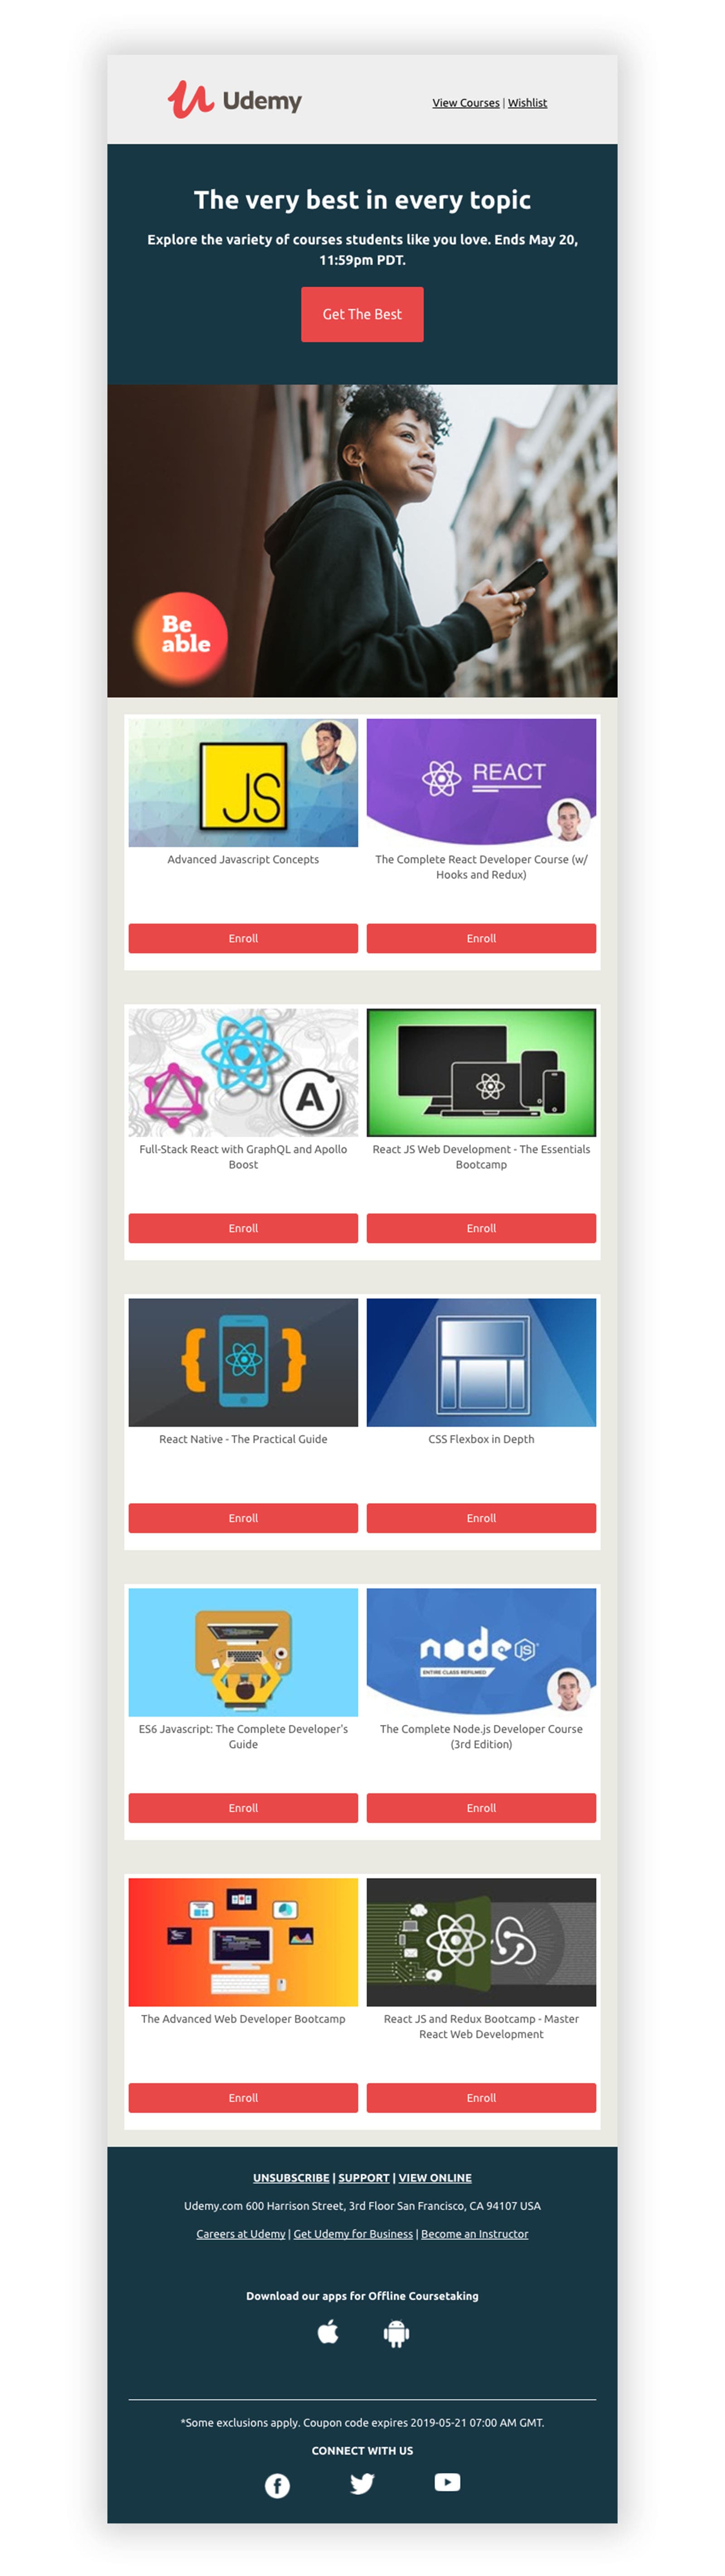 Udemy
View Courses | Wishlist
The very best in every topic
Explore the variety of courses students like you love. Ends May 20,
11:59pm PDT.
Get The Best
Be
able
JS
REACT
Advanced Javascript Concepts
The Complete React Developer Course (w/
Hooks and Redux)
Enroll
Enroll
A
Full-Stack React with GraphQL and Apollo
Boost
React JS Web Development - The Essentials
Bootcamp
Enroll
Enroll
{ }
React Native - The Practical Guide
CSS Flexbox in Depth
Enroll
Enroll
node JS
ENTIRE CLASS REFILMED
ES6 Javascript: The Complete Developer's
Guide
The Complete Node.js Developer Course
(3rd Edition)
Enroll
Enroll
The Advanced Web Developer Bootcamp
React JS and Redux Bootcamp - Master
React Web Development
Enroll
Enroll
UNSUBSCRIBE | SUPPORT | VIEW ONLINE
Udemy.com 600 Harrison Street, 3rd Floor San Francisco, CA 94107 USA
Careers at Udemy | Get Udemy for Business | Become an Instructor
Download our apps for Offline Coursetaking
*Some exclusions apply. Coupon code expires 2019-05-21 07:00 AM GMT.
CONNECT WITH US